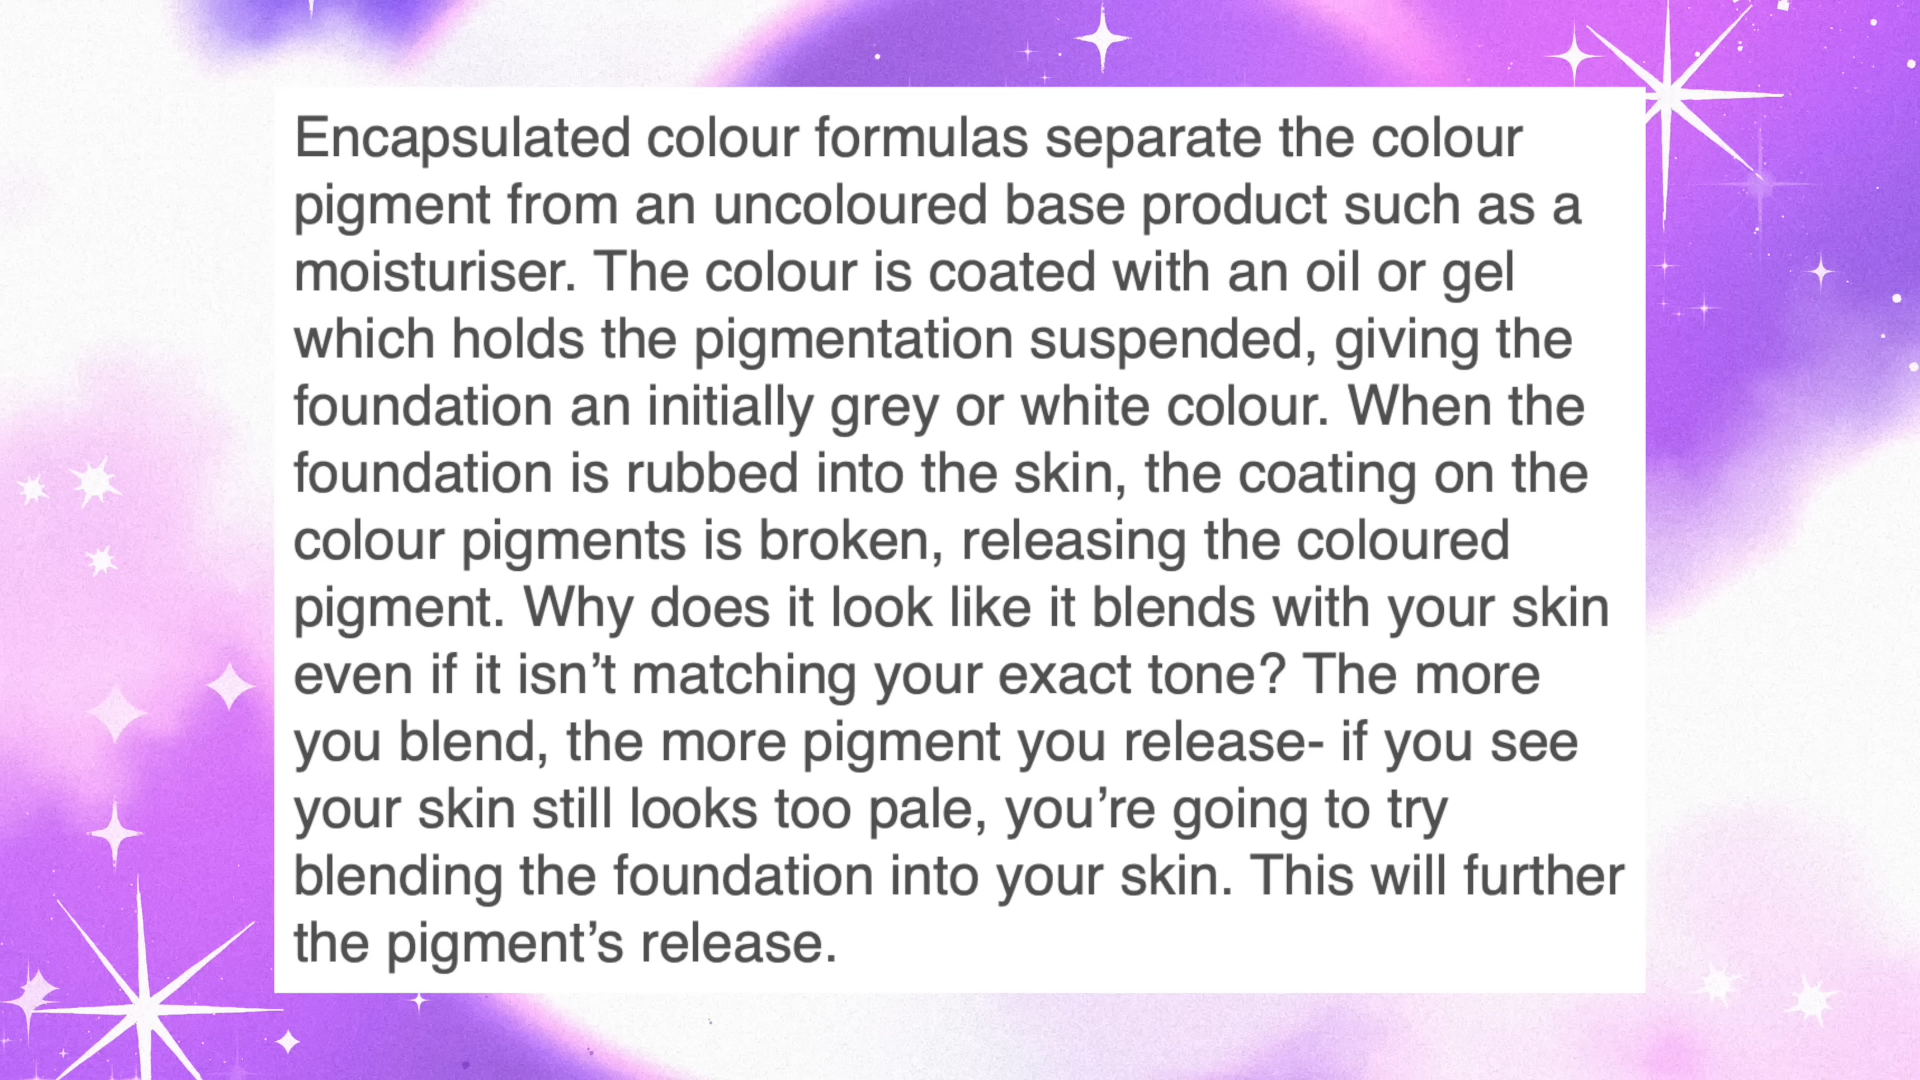 Encapsulated colour formulas separate the colour
pigment from an uncoloured base product such as a
moisturiser. The colour is coated with an oil or gel
which holds the pigmentation suspended, giving the
foundation an initially grey or white colour. When the
foundation is rubbed into the skin, the coating on the
colour pigments is broken, releasing the coloured
pigment. Why does it look like it blends with your skin
even if it isn’t matching your exact tone? The more
you blend, the more pigment you release- if you see
your skin still looks too pale, you’re going to try
blending the foundation into your skin. This will further
the pigment’s release.